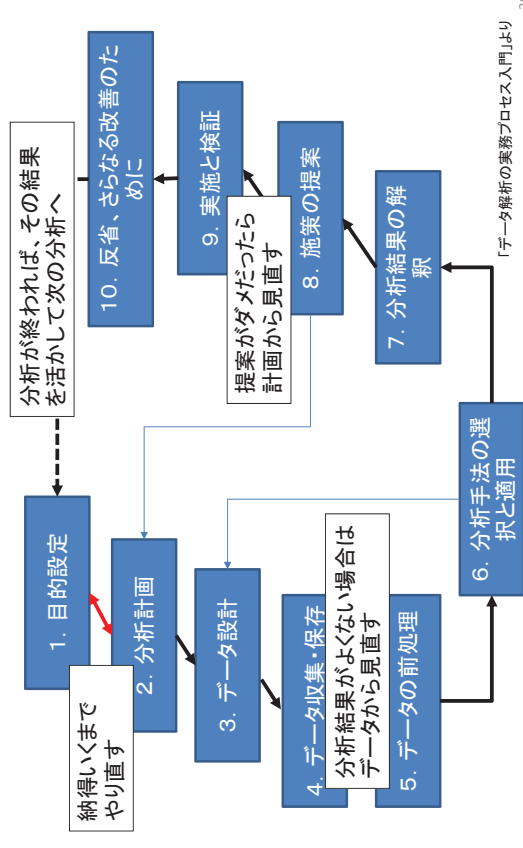 分析が終われば、その結果
を活かして次の分析へ
1. 目的設定
納得いくまで
やり直す
2. 分析計画
3. データ設計
4. データ収集・保存
分析結果がよくない場合は
データから見直す
5. データの前処理
6. 分析手法の選
択と適用
7. 分析結果の解
釈
8. 施策の提案
提案がダメだったら
計画から見直す
9. 実施と検証
10. 反省、さらなる改善のた
めに
「データ解析の実務プロセス入門」より